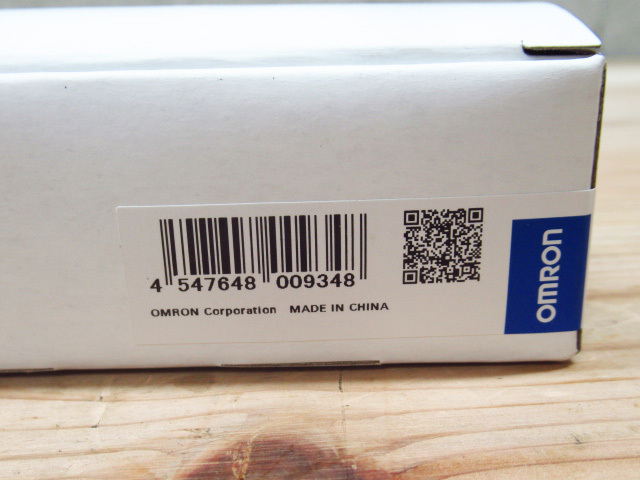 4 547648 009348
OMRON Corporation MADE IN CHINA
OMRON